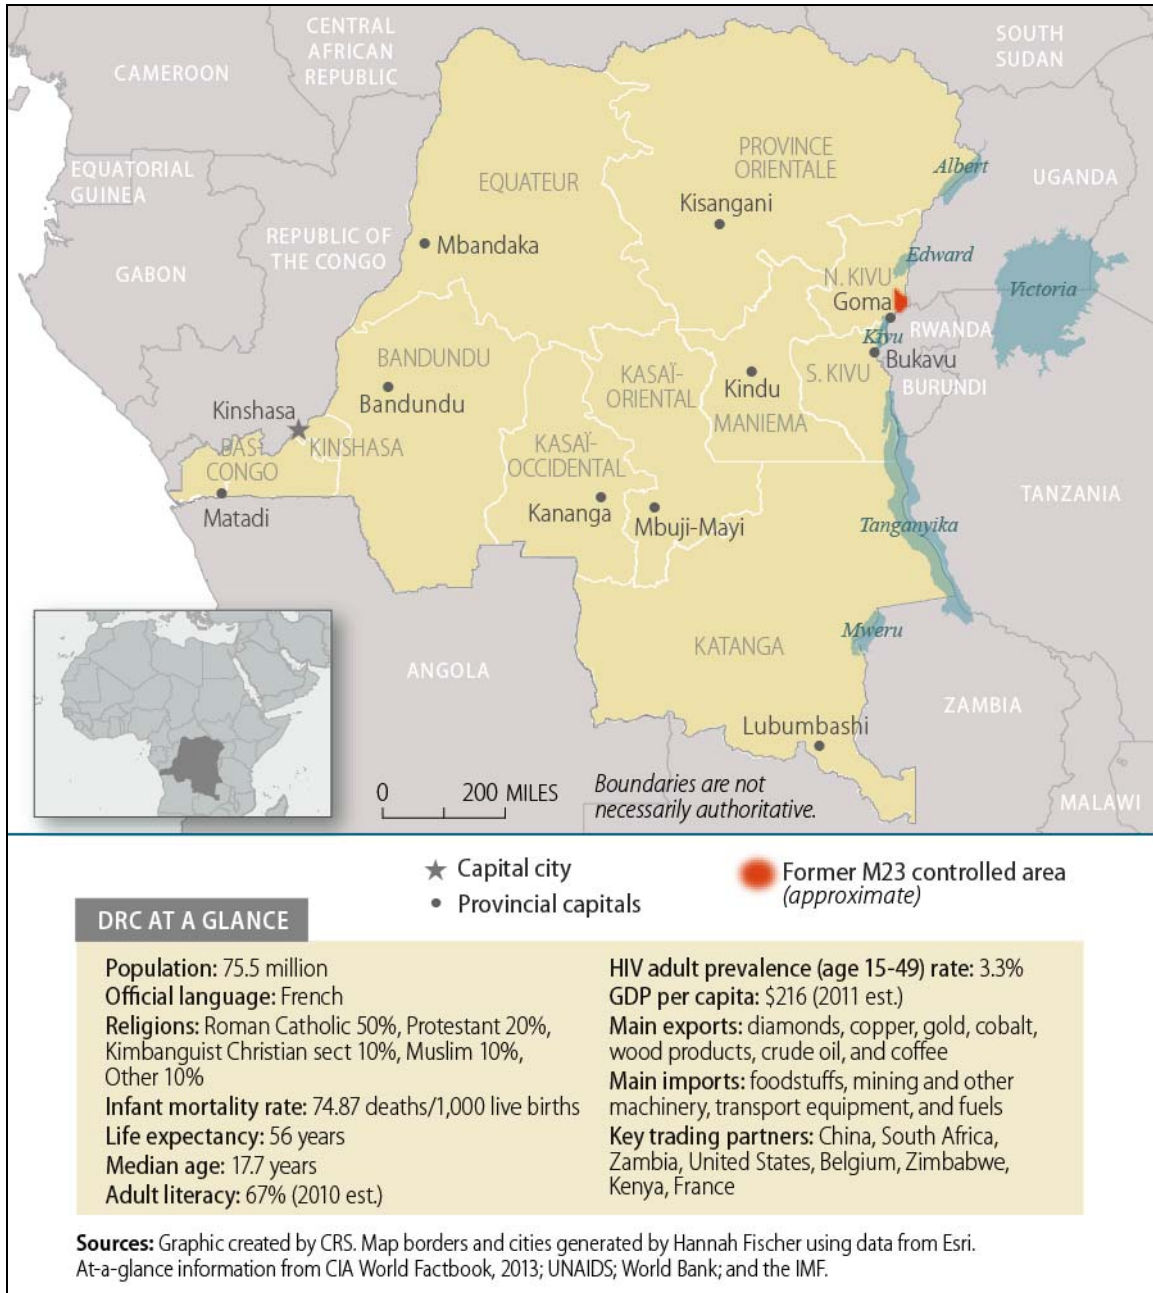 CENTRAL
AFRICAN
REPUBLIC
SOUTH
SUDAN
CAMEROON
PROVINCE
ORIENTALE
Albert
EQUATORIAL
GUINEA
EQUATEUR
UGANDA
Kisangani
Mbandaka
REPUBLIC OF
THE CONGO
GABON
Edward
N. KIVU
Victoria
Goma
RWANDA
Kivu
BANDUNDU
Bukavu
KASAÏ-
ORIENTAL
Kindu
S. KIVU
BURUNDI
Bandundu
Kinshasa
MANIEMA
BAS-
CONGO
KINSHASA
KASAÏ-
OCCIDENTAL
TANZANIA
Matadi
Kananga
Mbuji-Mayi
Tanganyika
Mweru
KATANGA
ANGOLA
ZAMBIA
Lubumbashi
0 200 MILES
Boundaries are not
necessarily authoritative.
MALAWI
Capital city
Provincial capitals
Former M23 controlled area
(approximate)
DRC AT A GLANCE
Population: 75.5 million
Official language: French
Religions: Roman Catholic 50%, Protestant 20%,
Kimbanguist Christian sect 10%, Muslim 10%,
Other 10%
Infant mortality rate: 74.87 deaths/1,000 live births
Life expectancy: 56 years
Median age: 17.7 years
Adult literacy: 67% (2010 est.)
HIV adult prevalence (age 15-49) rate: 3.3%
GDP per capita: $216 (2011 est.)
Main exports: diamonds, copper, gold, cobalt,
wood products, crude oil, and coffee
Main imports: foodstuffs, mining and other
machinery, transport equipment, and fuels
Key trading partners: China, South Africa,
Zambia, United States, Belgium, Zimbabwe,
Kenya, France
Sources: Graphic created by CRS. Map borders and cities generated by Hannah Fischer using data from Esri.
At-a-glance information from CIA World Factbook, 2013; UNAIDS; World Bank; and the IMF.